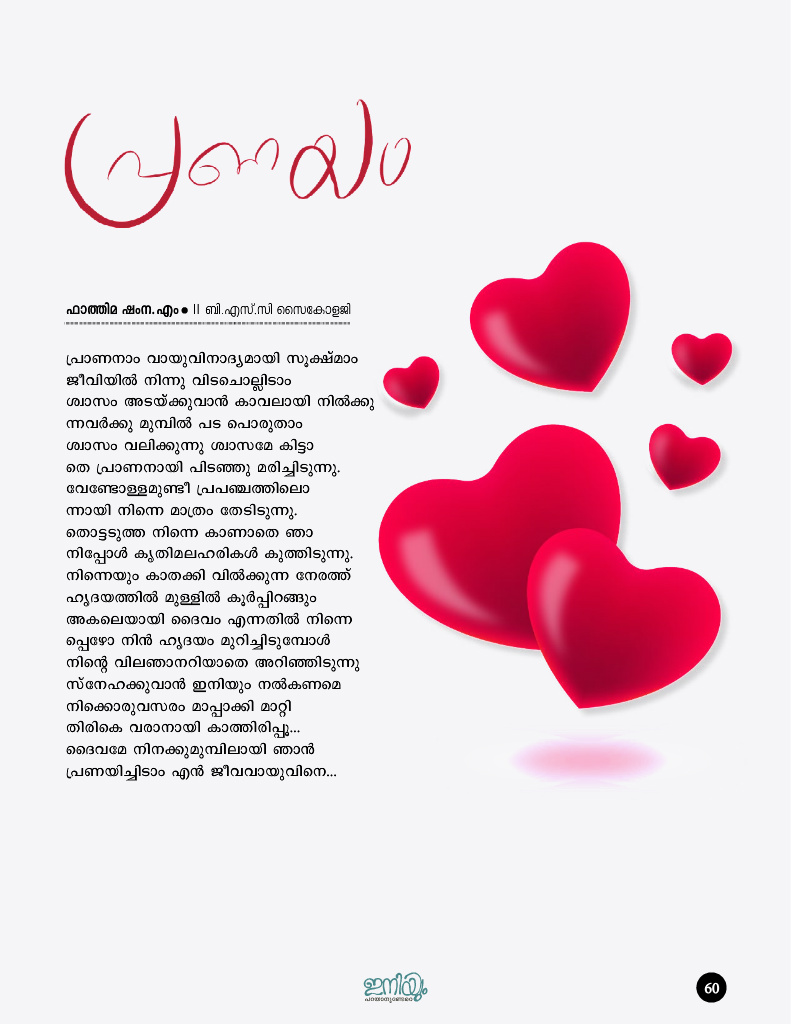 പ്രണയം
ഫാത്തിമ ഷംന.എം ● II ബി.എസ്.സി സൈകോളജി
പ്രാണനാം വായുവിനാദ്യമായി സൂക്ഷ്മാം
ജീവിയിൽ നിന്നു വിടചൊല്ലിടാം
ശ്വാസം അടയ്ക്കുവാൻ കാവലായി നിൽക്കു
ന്നവർക്കു മുമ്പിൽ പട പൊരുതാം
ശ്വാസം വലിക്കുന്നു ശ്വാസമേ കിട്ടാ
തെ പ്രാണനായി പിടഞ്ഞു മരിച്ചിടുന്നു.
വേണ്ടോള്ളമുണ്ടീ പ്രപഞ്ചത്തിലൊ
ന്നായി നിന്നെ മാത്രം തേടിടുന്നു.
തൊട്ടടുത്ത നിന്നെ കാണാതെ ഞാ
നിപ്പോൾ കൃതിമലഹരികൾ കുത്തിടുന്നു.
നിന്നെയും കാതക്കി വിൽക്കുന്ന നേരത്ത്
ഹൃദയത്തിൽ മുള്ളിൽ കൂർപ്പിറങ്ങും
അകലെയായി ദൈവം എന്നതിൽ നിന്നെ
പ്പെഴോ നിൻ ഹൃദയം മുറിച്ചിടുമ്പോൾ
നിന്റെ വിലഞാനറിയാതെ അറിഞ്ഞിടുന്നു
സ്നേഹക്കുവാൻ ഇനിയും നൽകണമെ
നിക്കൊരുവസരം മാപ്പാക്കി മാറ്റി
തിരികെ വരാനായി കാത്തിരിപ്പൂ...
ദൈവമേ നിനക്കുമുമ്പിലായി ഞാൻ
പ്രണയിച്ചിടാം എൻ ജീവവായുവിനെ...
ഇനിയും
പറയാനുണ്ടേറെ
60